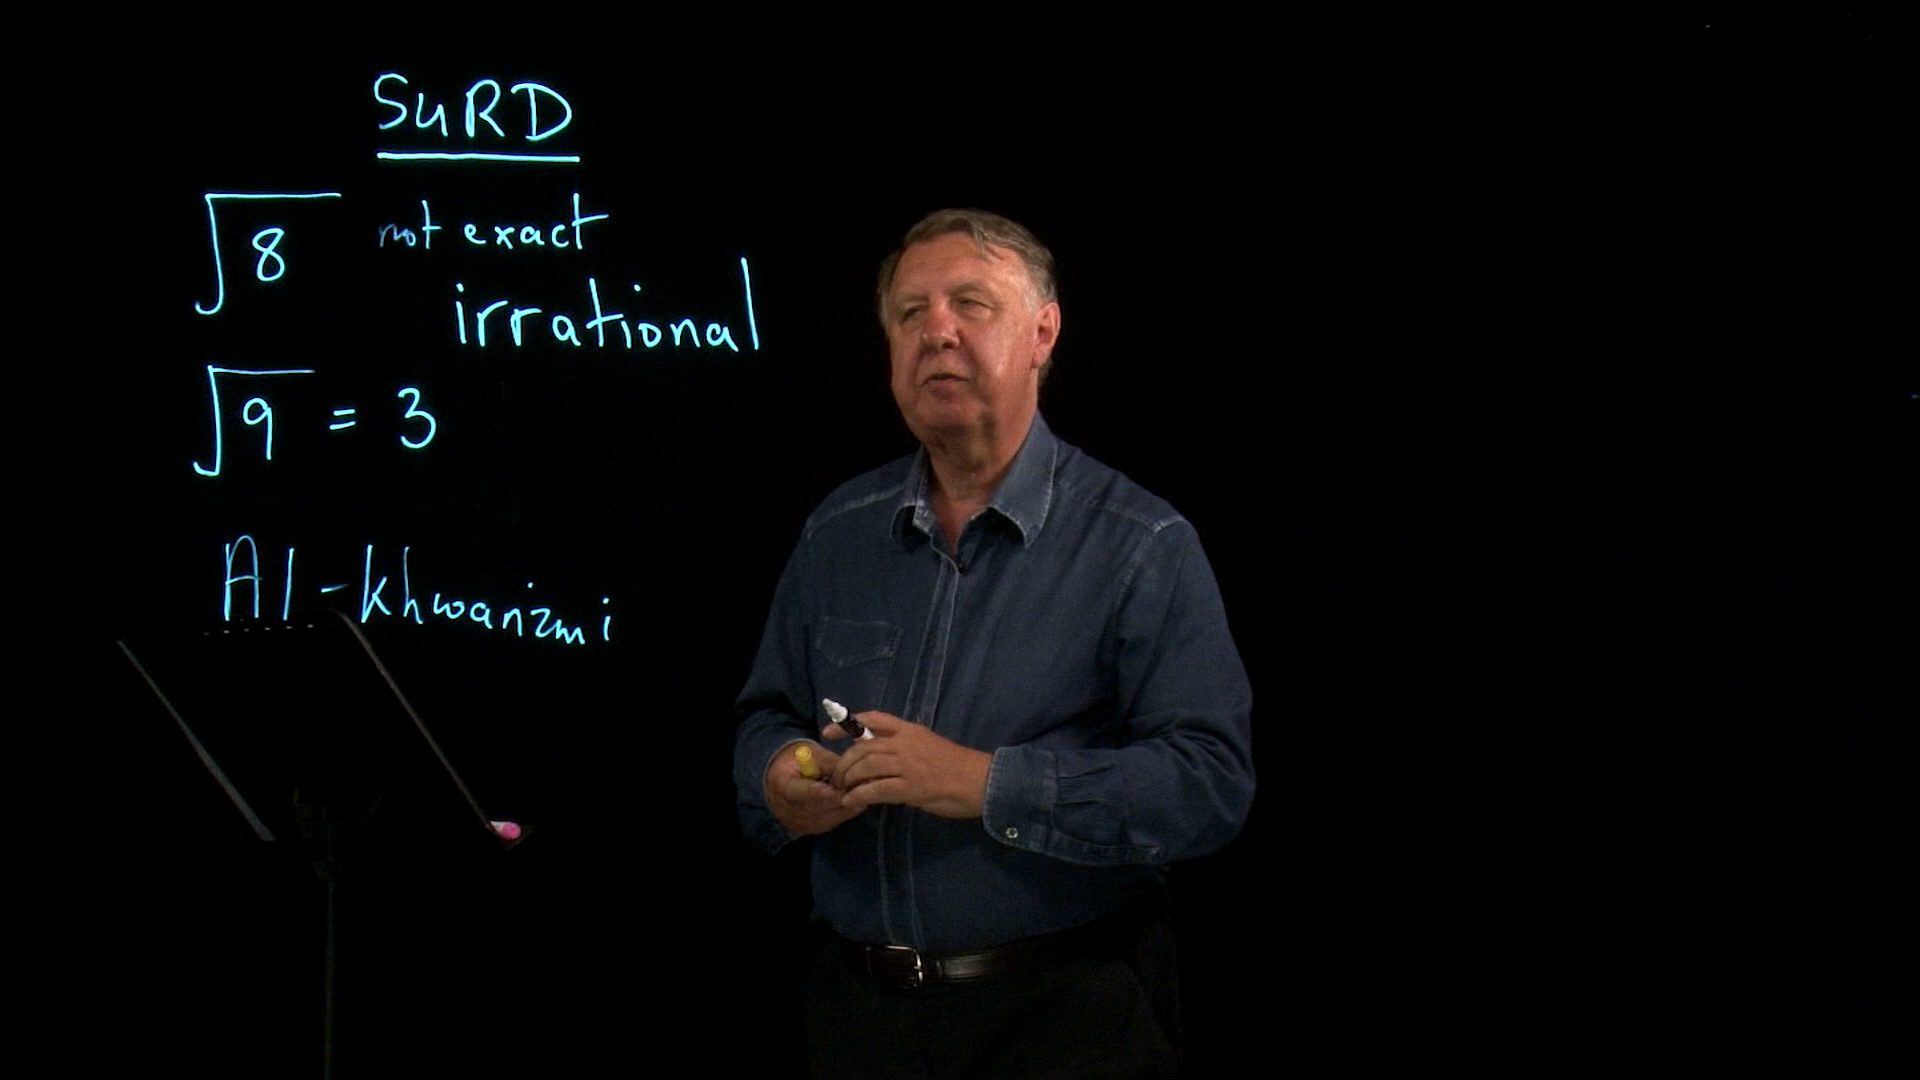 SuRD
√8 not exact
irrational
√9 = 3
Al-khwarizmi